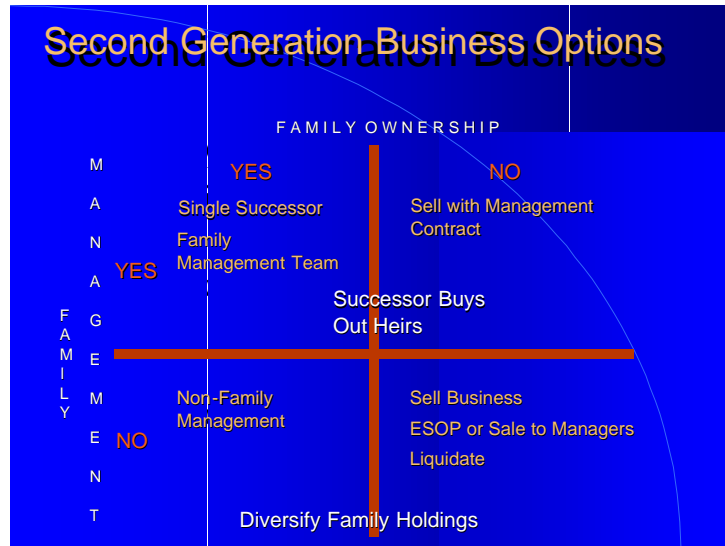 Second Generation Business Options
FAMILY OWNERSHIP
FAMILY
MANAGEMENT
YES
NO
YES
Single Successor
Family
Management Team
Sell with Management
Contract
Successor Buys
Out Heirs
NO
Non-Family
Management
Sell Business
ESOP or Sale to Managers
Liquidate
Diversify Family Holdings